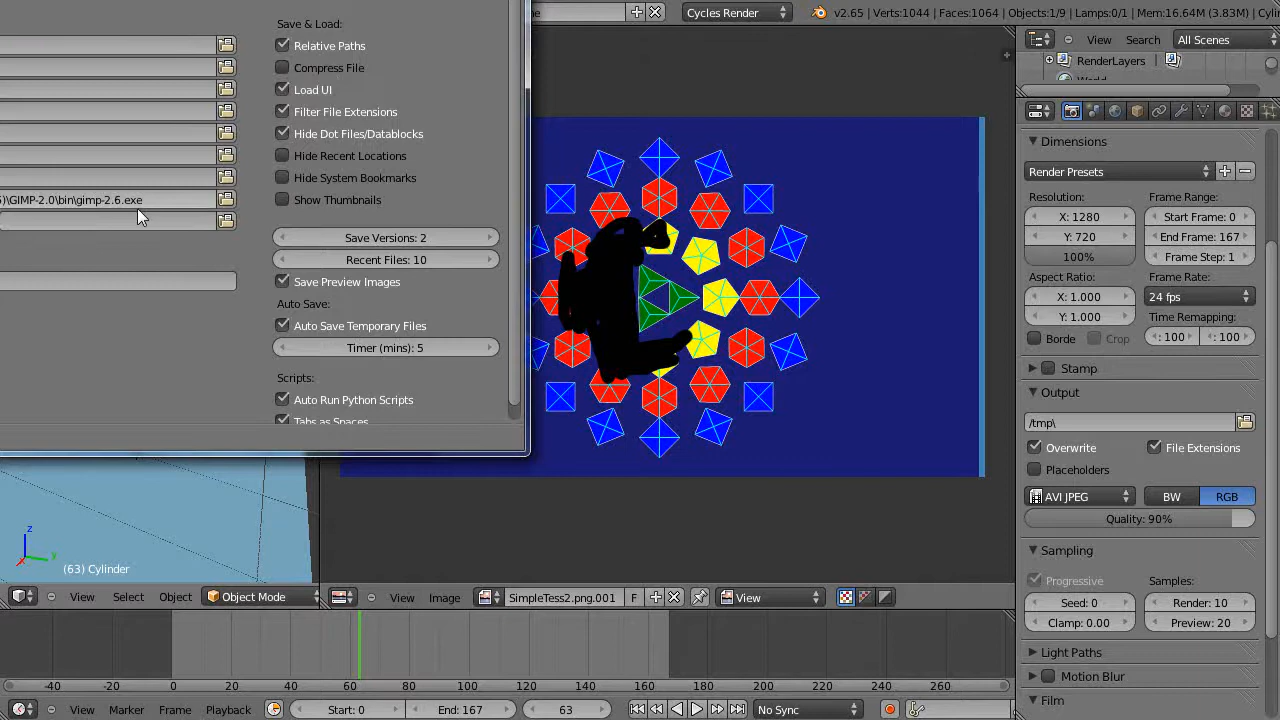 Save & Load:
Relative Paths
Compress File
Load UI
Filter File Extensions
Hide Dot Files/Datablocks
Hide Recent Locations
Hide System Bookmarks
Show Thumbnails
Save Versions: 2
Recent Files: 10
Save Preview Images
Auto Save:
Auto Save Temporary Files
Timer (mins): 5
Scripts:
Auto Run Python Scripts
Tabs as Spaces
)\GIMP-2.0\bin\gimp-2.6.exe
Cycles Render
v2.65 | Verts:1044 | Faces:1064 | Objects:1/9 | Lamps:0/1 | Mem:16.64M (3.83M) | Cylin
View Search All Scenes
RenderLayers
World
Dimensions
Render Presets
Resolution: Frame Range:
X: 1280 Start Frame: 0
Y: 720 End Frame: 167
100% Frame Step: 1
Aspect Ratio: Frame Rate:
X: 1.000 24 fps
Y: 1.000 Time Remapping:
Borde Crop : 100 : 100
Stamp
Output
/tmp\
Overwrite File Extensions
Placeholders
AVI JPEG BW RGB
Quality: 90%
Sampling
Progressive Samples:
Seed: 0 Render: 10
Clamp: 0.00 Preview: 20
Light Paths
Motion Blur
Film
z
y
x
(63) Cylinder
View Select Object Object Mode
View Image SimpleTess2.png.001 F View
-40 -20 0 20 40 60 80 100 120 140 160 180 200 220 240 260
View Marker Frame Playback Start: 0 End: 167 63 No Sync